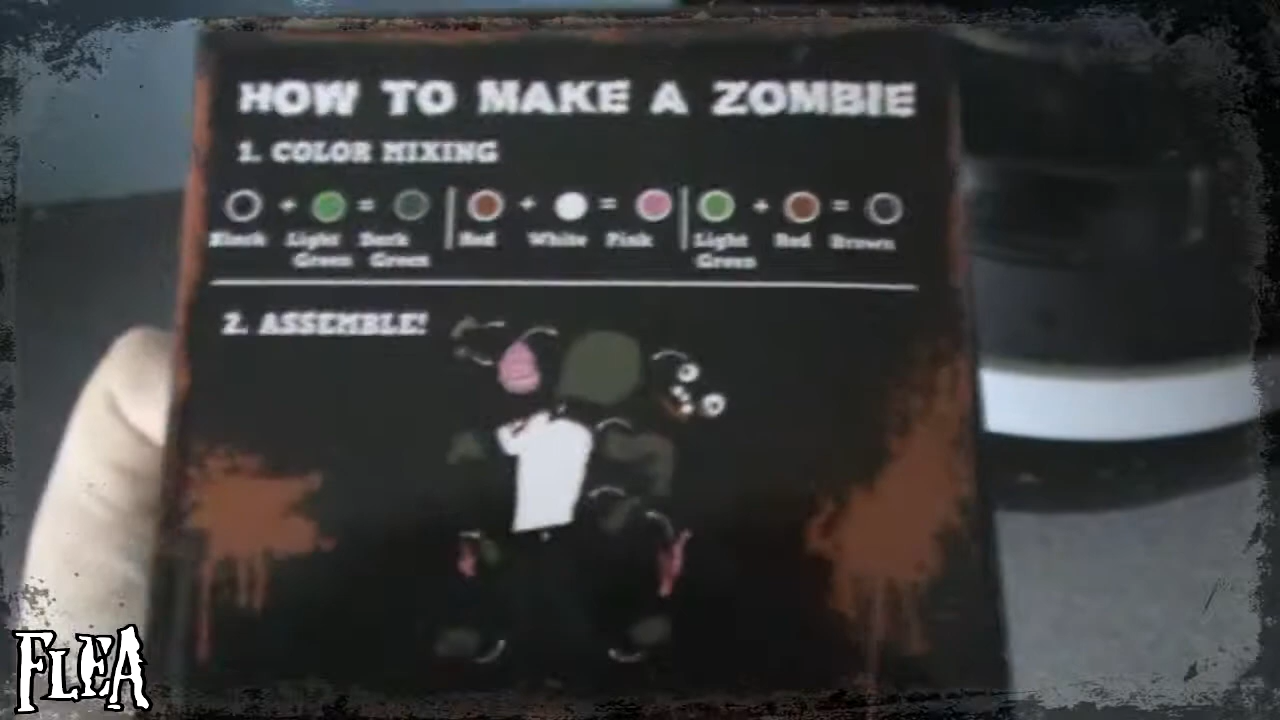 HOW TO MAKE A ZOMBIE
1. COLOR MIXING
+ = + = + =
Black Light Green Dark Green Red White Pink Light Green Red Brown
2. ASSEMBLE!
FLEA